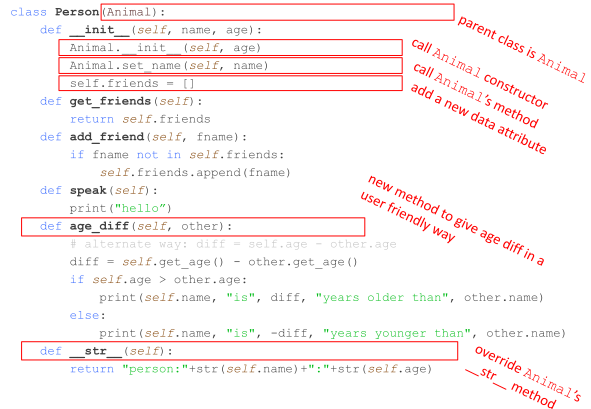 class Person(Animal):
parent class is Animal
def __init__(self, name, age):
Animal.__init__(self, age)
call Animal constructor
Animal.set_name(self, name)
call Animal's method
self.friends = []
add a new data attribute
def get_friends(self):
return self.friends
def add_friend(self, fname):
if fname not in self.friends:
self.friends.append(fname)
def speak(self):
print("hello”)
def age_diff(self, other):
new method to give age diff in a
user friendly way
# alternate way: diff = self.age - other.age
diff = self.get_age() - other.get_age()
if self.age > other.age:
print(self.name, "is", diff, "years older than", other.name)
else:
print(self.name, "is", -diff, "years younger than", other.name)
def __str__(self):
override Animal's
__str__ method
return "person:"+str(self.name)+":"+str(self.age)